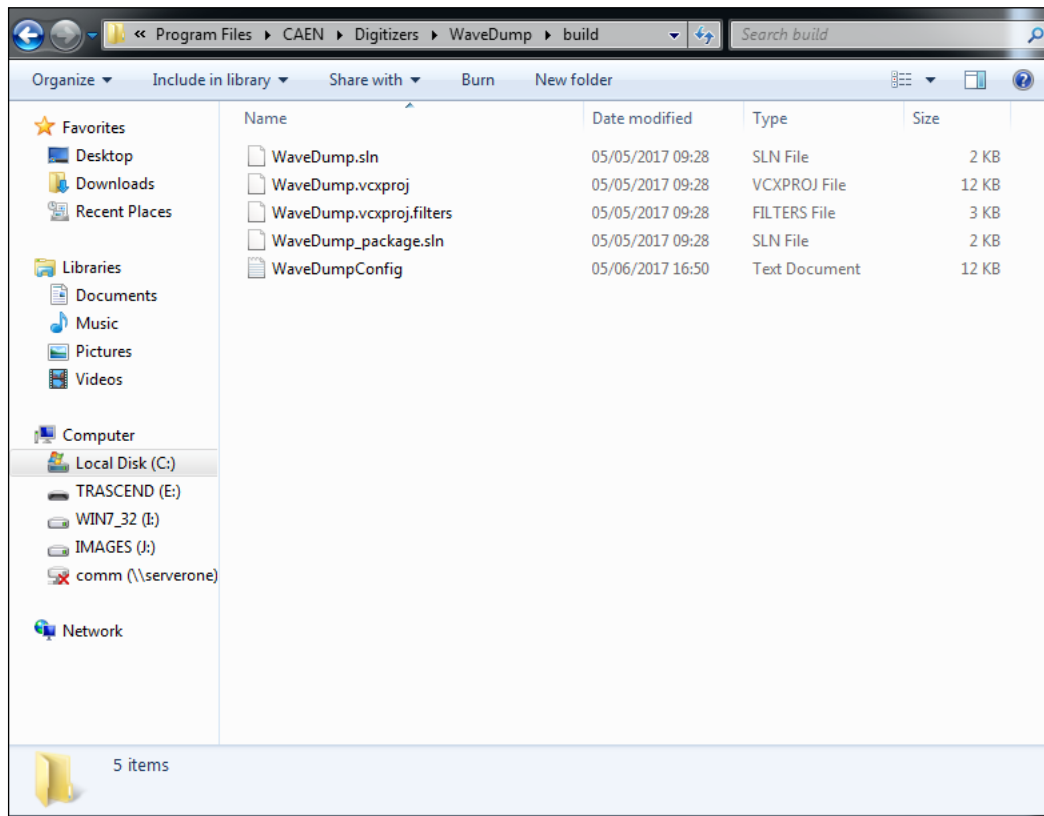 « Program Files ▸ CAEN ▸ Digitizers ▸ WaveDump ▸ build
Search build
Organize Include in library Share with Burn New folder
Name Date modified Type Size
Favorites
Desktop
Downloads
Recent Places
Libraries
Documents
Music
Pictures
Videos
Computer
Local Disk (C:)
TRASCEND (E:)
WIN7_32 (I:)
IMAGES (J:)
comm (\\serverone)
Network
WaveDump.sln 05/05/2017 09:28 SLN File 2 KB
WaveDump.vcxproj 05/05/2017 09:28 VCXPROJ File 12 KB
WaveDump.vcxproj.filters 05/05/2017 09:28 FILTERS File 3 KB
WaveDump_package.sln 05/05/2017 09:28 SLN File 2 KB
WaveDumpConfig 05/06/2017 16:50 Text Document 12 KB
5 items